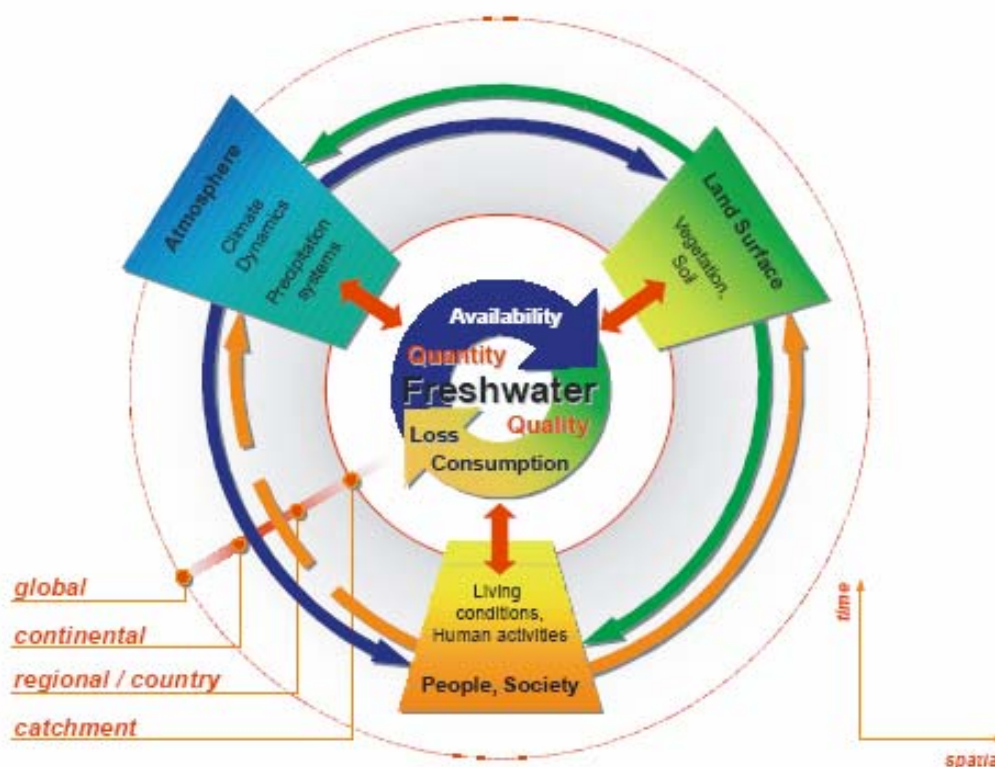 Atmosphere
Climate
Dynamics
Precipitation
systems
Land Surface
Vegetation,
Soil
Availability
Quantity
Freshwater
Quality
Loss
Consumption
Living
conditions,
Human activities
People, Society
global
continental
regional / country
catchment
time
spatia